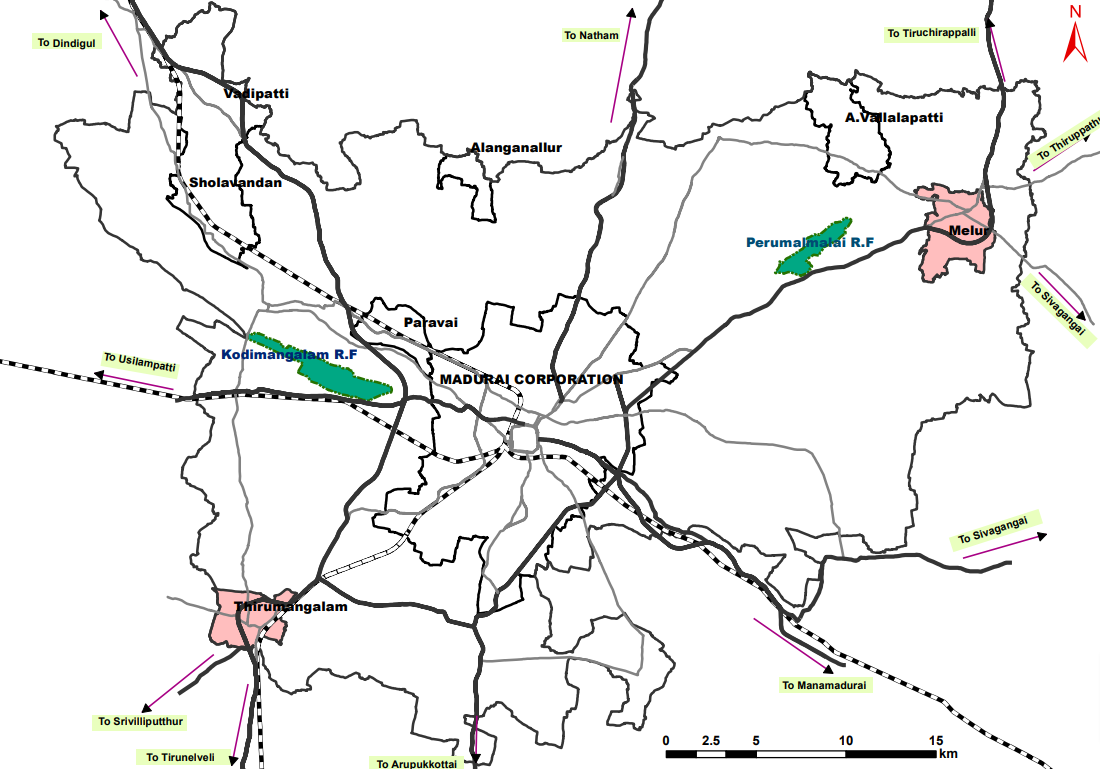 N
To Dindigul
To Natham
To Tiruchirappalli
Vadipatti
A.Vallalapatti
To Thiruppathu
Alanganallur
Sholavandan
Melur
Perumalmalai R.F
To Sivagangai
Paravai
Kodimangalam R.F
To Usilampatti
MADURAI CORPORATION
To Sivagangai
Thirumangalam
To Manamadurai
To Srivilliputthur
To Tirunelveli
To Arupukkottai
0 2.5 5 10 15
km